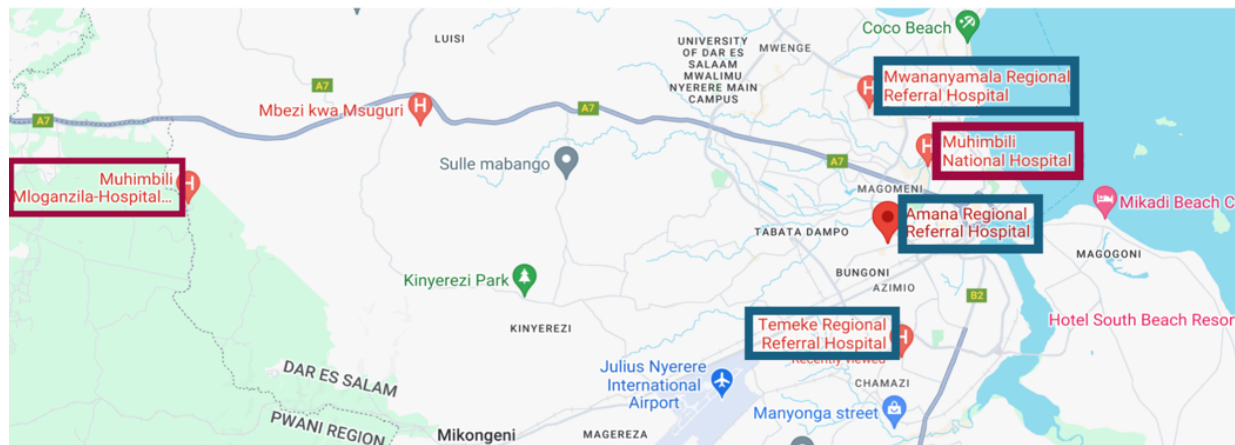 Coco Beach
LUISI
UNIVERSITY
OF DAR ES
SALAAM
MWALIMU
NYERERE MAIN
CAMPUS
MWENGE
Mwananyamala Regional
Referral Hospital
A7
A7
A7
Mbezi kwa Msuguri
H
H
Muhimbili
National Hospital
H
Sulle mabango
A7
Muhimbili
Mloganzila-Hospital...
H
MAGOMENI
Amana Regional
Referral Hospital
Mikadi Beach C
TABATA DAMPO
MAGOGONI
Kinyerezi Park
BUNGONI
AZIMIO
B2
KINYEREZI
Temeke Regional
Referral Hospital
H
Recently viewed
Hotel South Beach Resor
DAR ES SALAAM
PWANI REGION
Julius Nyerere
International
Airport
CHAMAZI
Manyonga street
Mikongeni
MAGEREZA